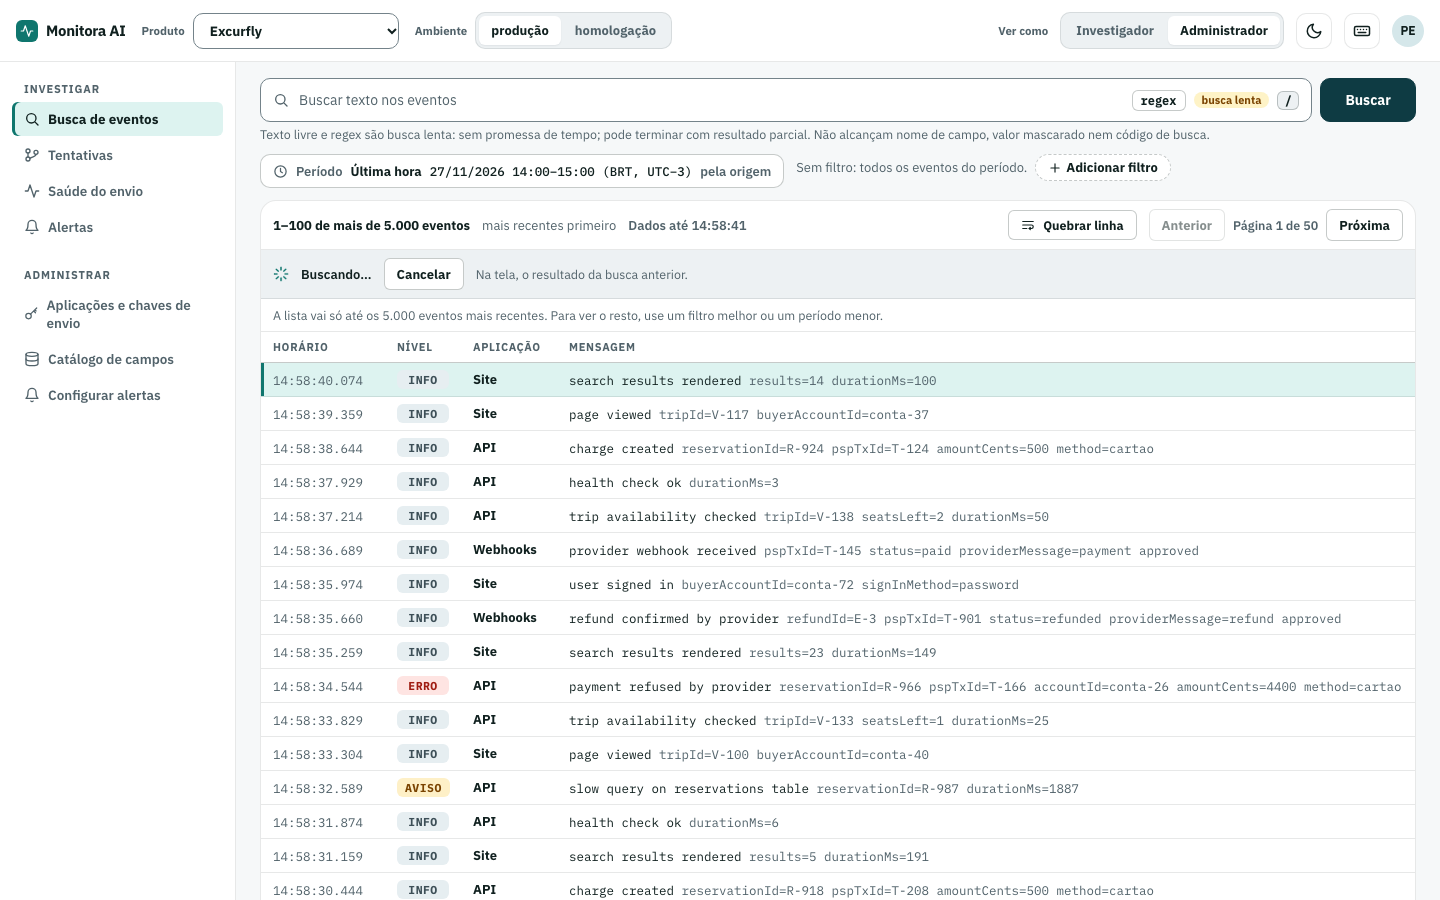 Monitora AI Produto Excurfly Ambiente produção homologação Ver como Investigador Administrador PE
INVESTIGAR
Busca de eventos
Tentativas
Saúde do envio
Alertas
ADMINISTRAR
Aplicações e chaves de
envio
Catálogo de campos
Configurar alertas
Buscar texto nos eventos regex busca lenta / Buscar
Texto livre e regex são busca lenta: sem promessa de tempo; pode terminar com resultado parcial. Não alcançam nome de campo, valor mascarado nem código de busca.
Período Última hora 27/11/2026 14:00–15:00 (BRT, UTC−3) pela origem Sem filtro: todos os eventos do período. + Adicionar filtro
1–100 de mais de 5.000 eventos mais recentes primeiro Dados até 14:58:41 Quebrar linha Anterior Página 1 de 50 Próxima
Buscando... Cancelar Na tela, o resultado da busca anterior.
A lista vai só até os 5.000 eventos mais recentes. Para ver o resto, use um filtro melhor ou um período menor.
HORÁRIO NÍVEL APLICAÇÃO MENSAGEM
14:58:40.074 INFO Site search results rendered results=14 durationMs=100
14:58:39.359 INFO Site page viewed tripId=V-117 buyerAccountId=conta-37
14:58:38.644 INFO API charge created reservationId=R-924 pspTxId=T-124 amountCents=500 method=cartao
14:58:37.929 INFO API health check ok durationMs=3
14:58:37.214 INFO API trip availability checked tripId=V-138 seatsLeft=2 durationMs=50
14:58:36.689 INFO Webhooks provider webhook received pspTxId=T-145 status=paid providerMessage=payment approved
14:58:35.974 INFO Site user signed in buyerAccountId=conta-72 signInMethod=password
14:58:35.660 INFO Webhooks refund confirmed by provider refundId=E-3 pspTxId=T-901 status=refunded providerMessage=refund approved
14:58:35.259 INFO Site search results rendered results=23 durationMs=149
14:58:34.544 ERRO API payment refused by provider reservationId=R-966 pspTxId=T-166 accountId=conta-26 amountCents=4400 method=cartao
14:58:33.829 INFO API trip availability checked tripId=V-133 seatsLeft=1 durationMs=25
14:58:33.304 INFO Site page viewed tripId=V-100 buyerAccountId=conta-40
14:58:32.589 AVISO API slow query on reservations table reservationId=R-987 durationMs=1887
14:58:31.874 INFO API health check ok durationMs=6
14:58:31.159 INFO Site search results rendered results=5 durationMs=191
14:58:30.444 INFO API charge created reservationId=R-918 pspTxId=T-208 amountCents=500 method=cartao